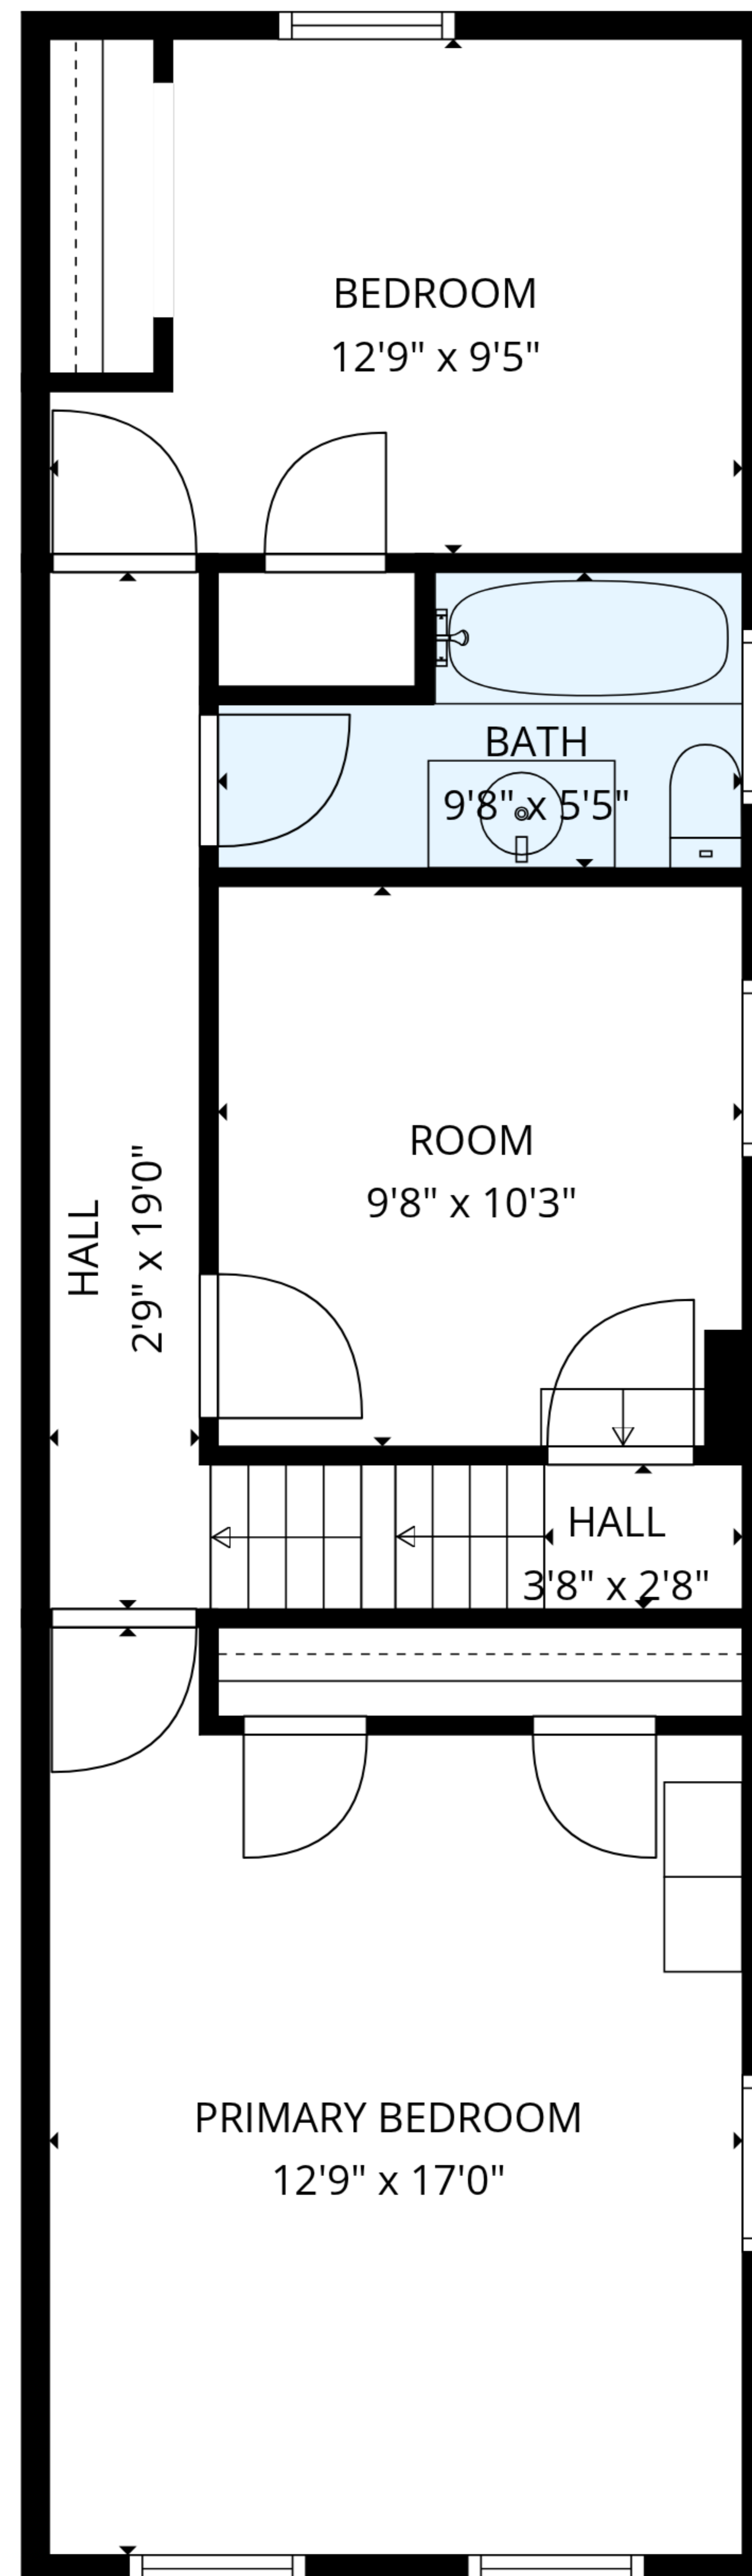 BEDROOM
12'9" x 9'5"
BATH
9'8" x 5'5"
ROOM
9'8" x 10'3"
HALL
2'9" x 19'0"
HALL
3'8" x 2'8"
PRIMARY BEDROOM
12'9" x 17'0"